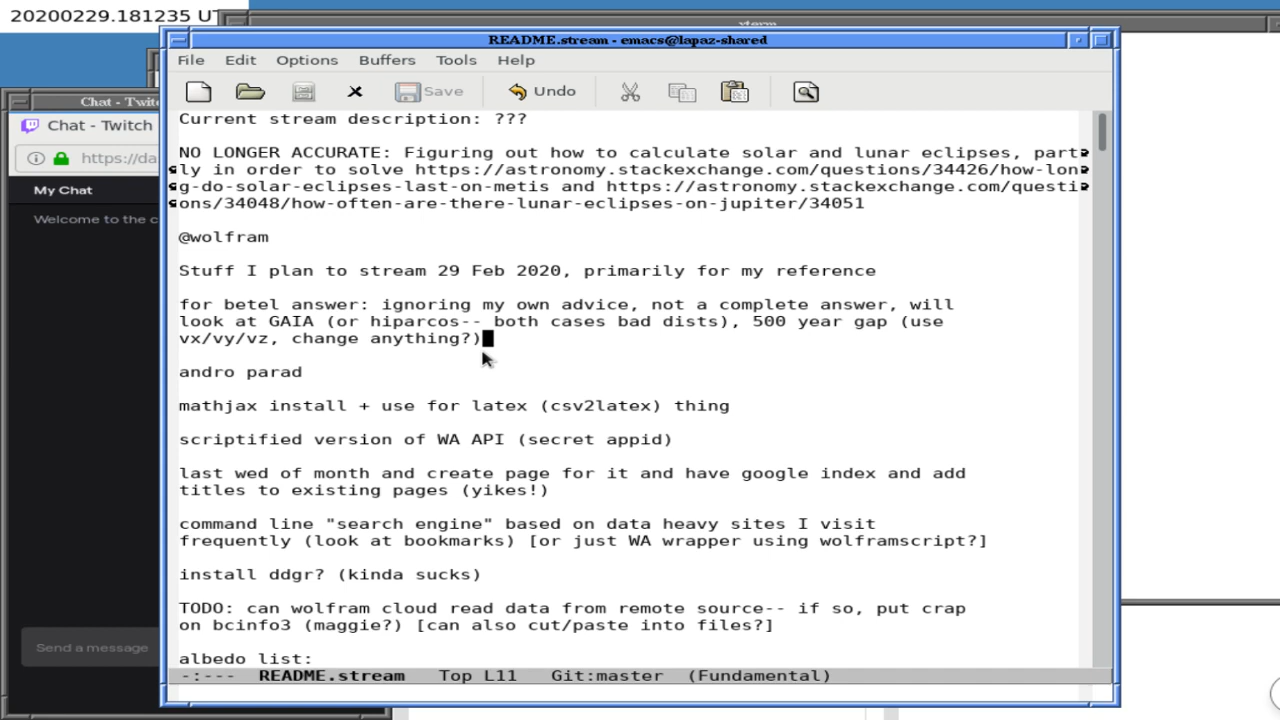 20200229.181235 U
xterm
README.stream - emacs@lapaz-shared
File Edit Options Buffers Tools Help
Save Undo
Chat - Twitc
Chat - Twitch
https://da
My Chat
Welcome to the c
Send a message
Current stream description: ???
NO LONGER ACCURATE: Figuring out how to calculate solar and lunar eclipses, part
ly in order to solve https://astronomy.stackexchange.com/questions/34426/how-lon
g-do-solar-eclipses-last-on-metis and https://astronomy.stackexchange.com/questi
ons/34048/how-often-are-there-lunar-eclipses-on-jupiter/34051
@wolfram
Stuff I plan to stream 29 Feb 2020, primarily for my reference
for betel answer: ignoring my own advice, not a complete answer, will
look at GAIA (or hiparcos-- both cases bad dists), 500 year gap (use
vx/vy/vz, change anything?)
andro parad
mathjax install + use for latex (csv2latex) thing
scriptified version of WA API (secret appid)
last wed of month and create page for it and have google index and add
titles to existing pages (yikes!)
command line "search engine" based on data heavy sites I visit
frequently (look at bookmarks) [or just WA wrapper using wolframscript?]
install ddgr? (kinda sucks)
TODO: can wolfram cloud read data from remote source-- if so, put crap
on bcinfo3 (maggie?) [can also cut/paste into files?]
albedo list:
-:--- README.stream Top L11 Git:master (Fundamental)